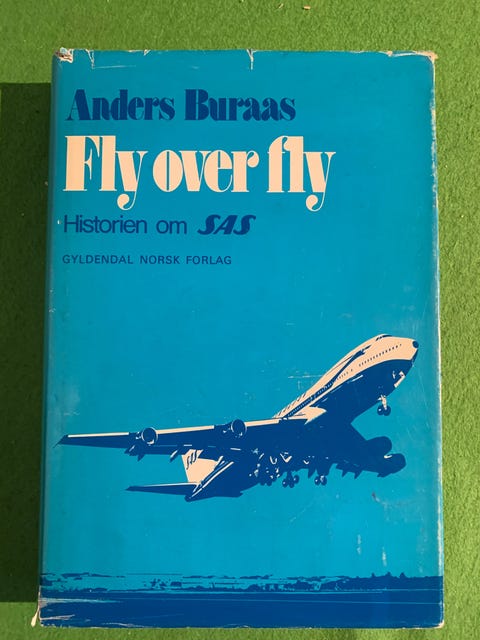 Anders Buraas
Fly over fly
Historien om SAS
GYLDENDAL NORSK FORLAG